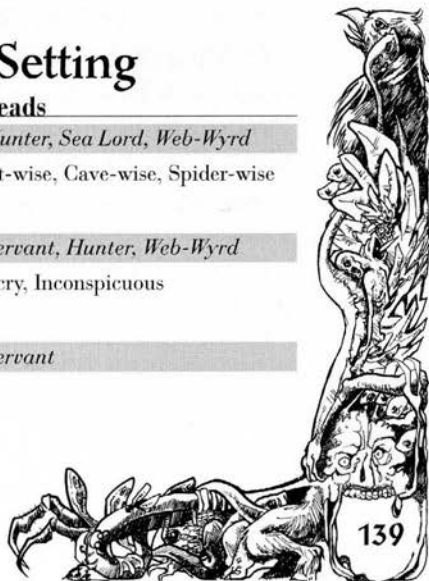 Setting
eads
unter, Sea Lord, Web-Wyrd
t-wise, Cave-wise, Spider-wise
ervant, Hunter, Web-Wyrd
cry, Inconspicuous
ervant
139